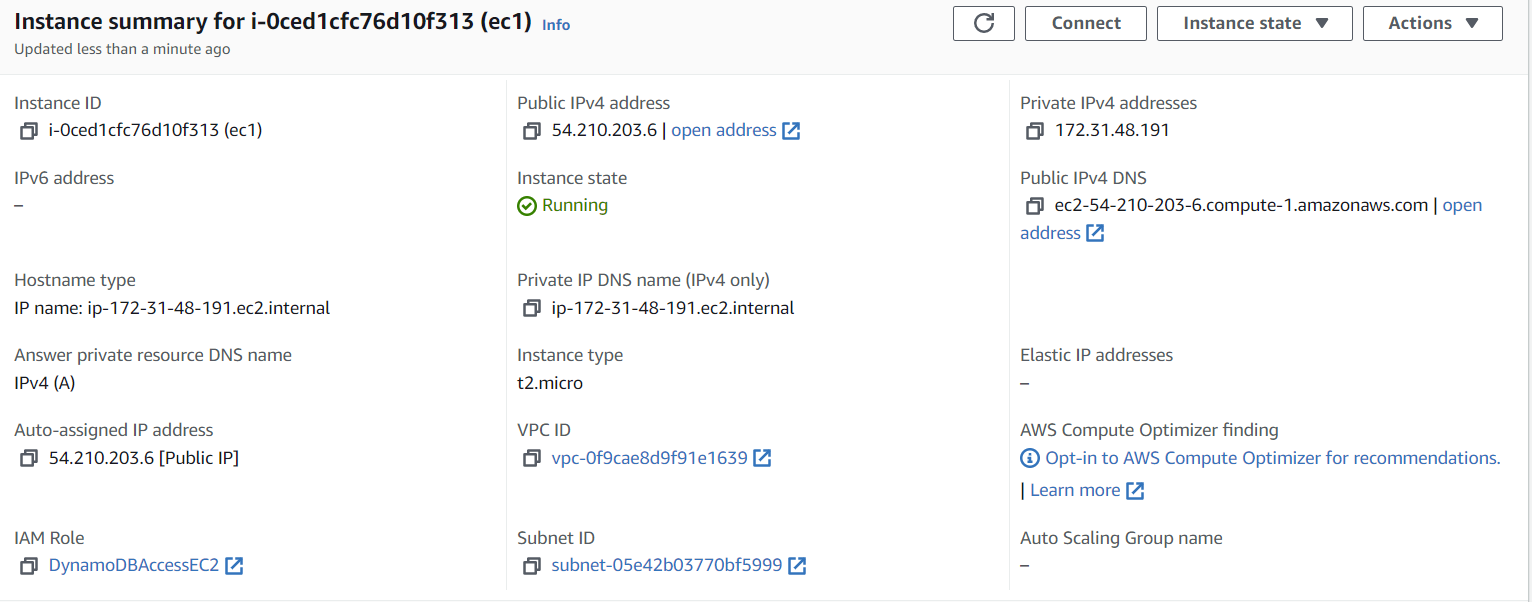 Instance summary for i-0ced1cfc76d10f313 (ec1) Info
Updated less than a minute ago
Connect
Instance state
Actions
Instance ID
i-0ced1cfc76d10f313 (ec1)
Public IPv4 address
54.210.203.6 | open address
Private IPv4 addresses
172.31.48.191
IPv6 address
–
Instance state
Running
Public IPv4 DNS
ec2-54-210-203-6.compute-1.amazonaws.com | open
address
Hostname type
IP name: ip-172-31-48-191.ec2.internal
Private IP DNS name (IPv4 only)
ip-172-31-48-191.ec2.internal
Answer private resource DNS name
IPv4 (A)
Instance type
t2.micro
Elastic IP addresses
–
Auto-assigned IP address
54.210.203.6 [Public IP]
VPC ID
vpc-0f9cae8d9f91e1639
AWS Compute Optimizer finding
Opt-in to AWS Compute Optimizer for recommendations.
| Learn more
IAM Role
DynamoDBAccessEC2
Subnet ID
subnet-05e42b03770bf5999
Auto Scaling Group name
–